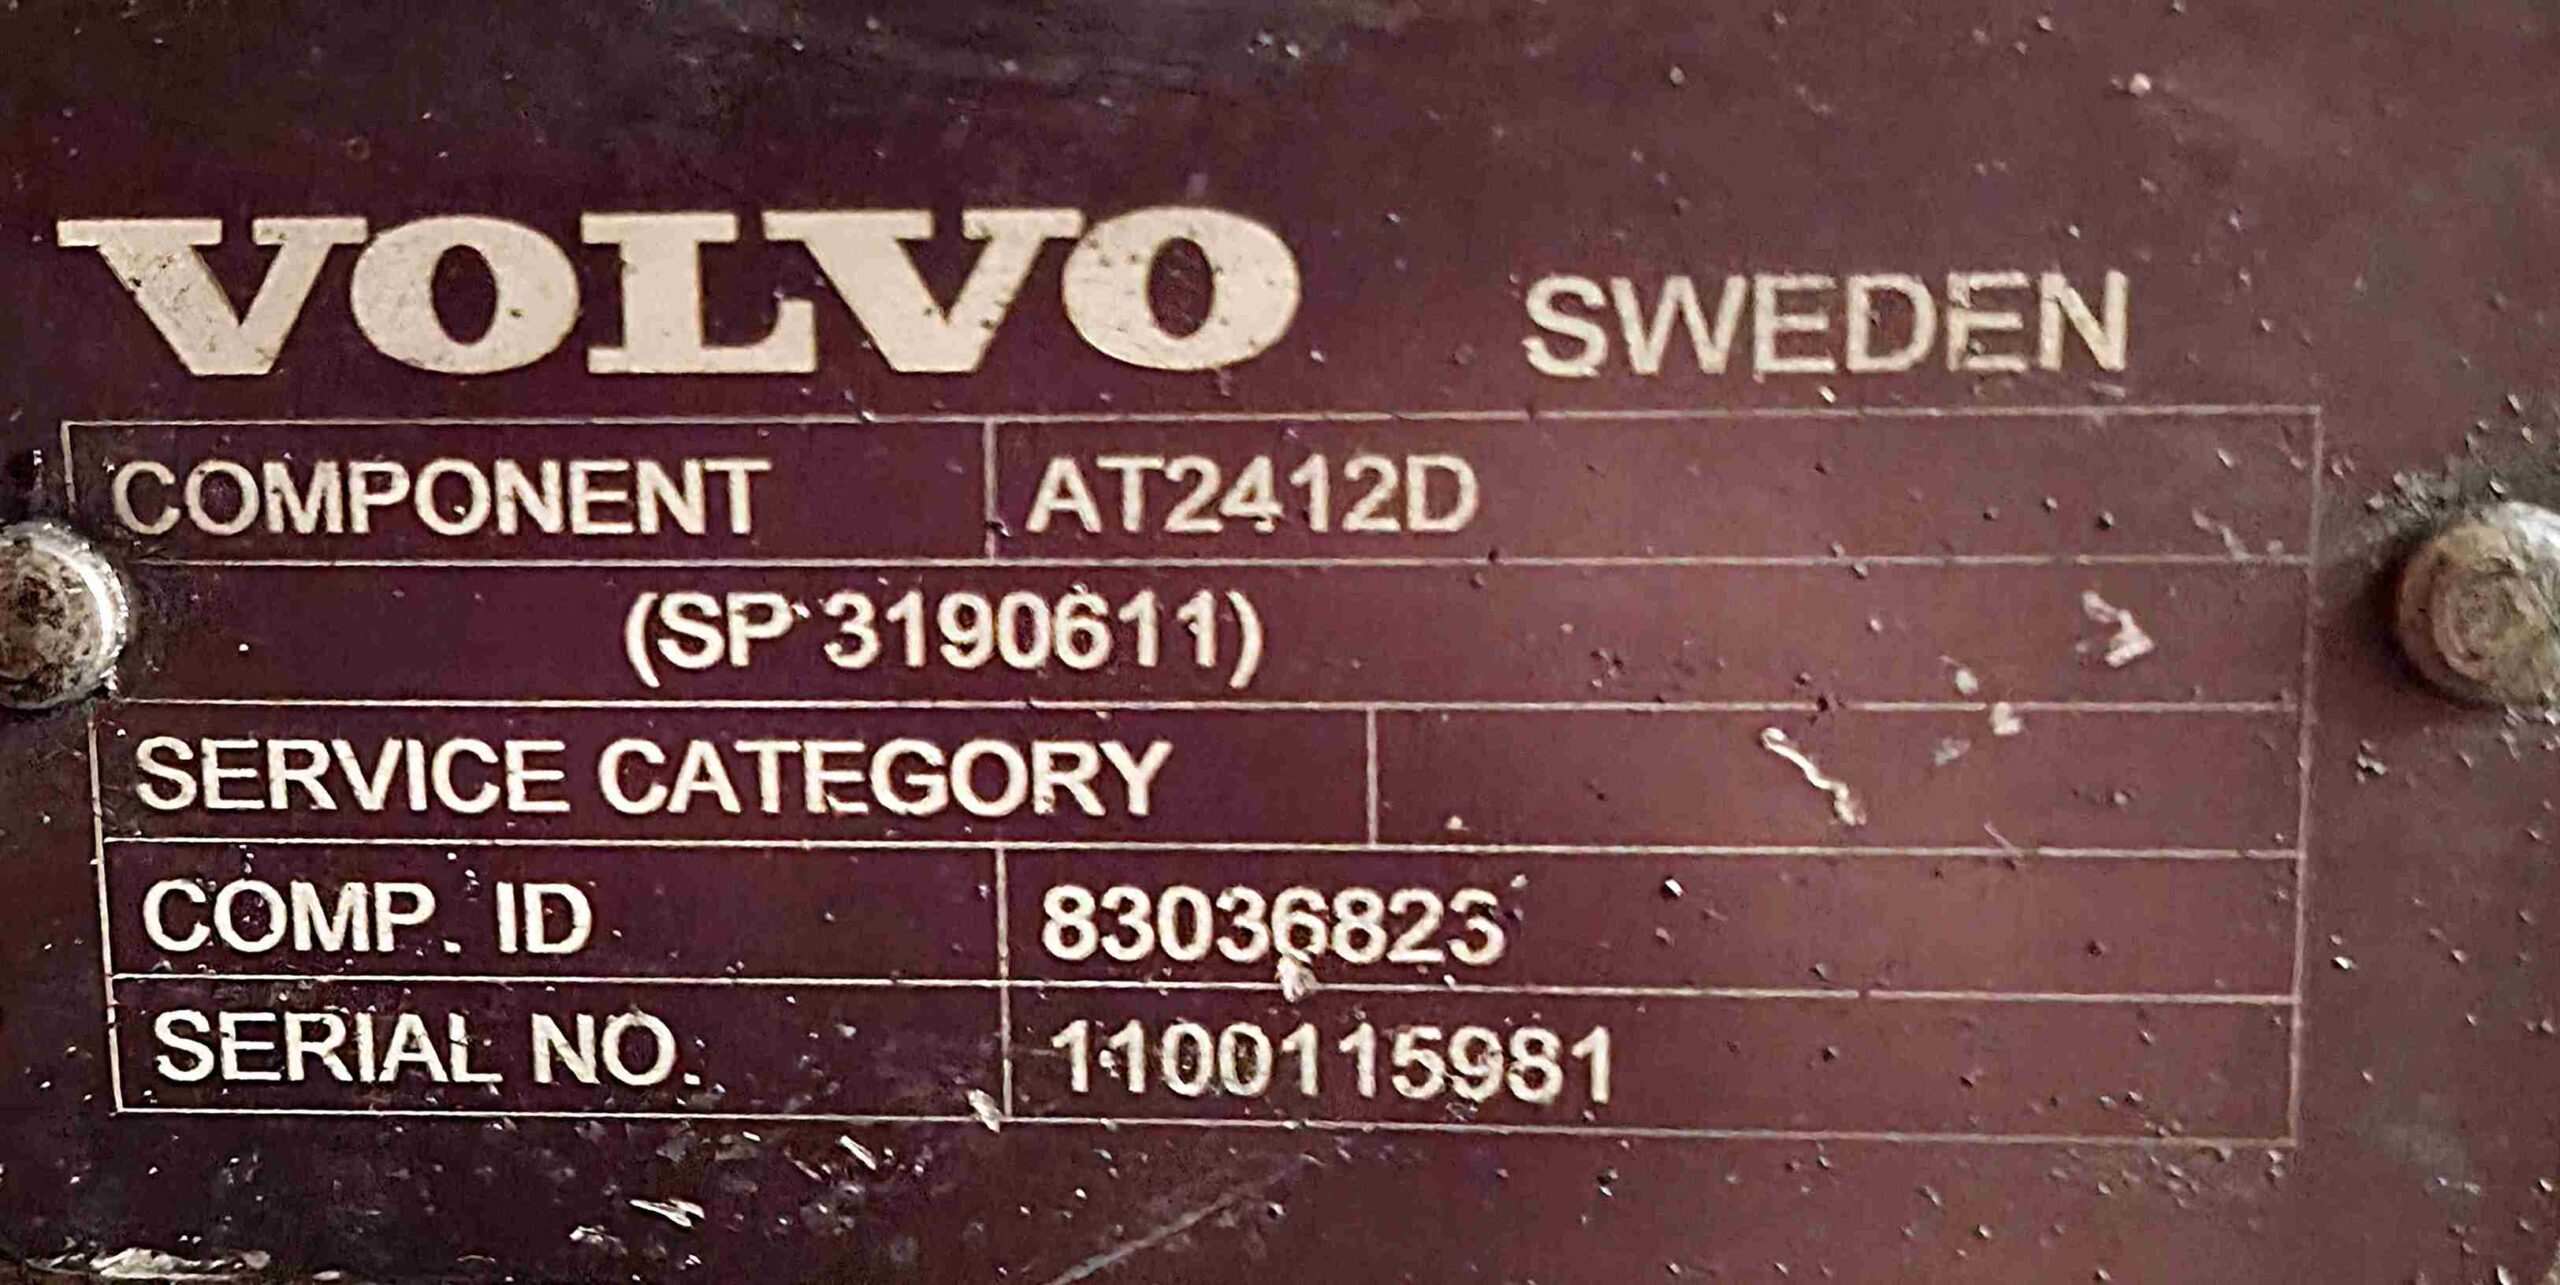 VOLVO SWEDEN
COMPONENT AT2412D
(SP 3190611)
SERVICE CATEGORY
COMP. ID 83036823
SERIAL NO. 1100115981